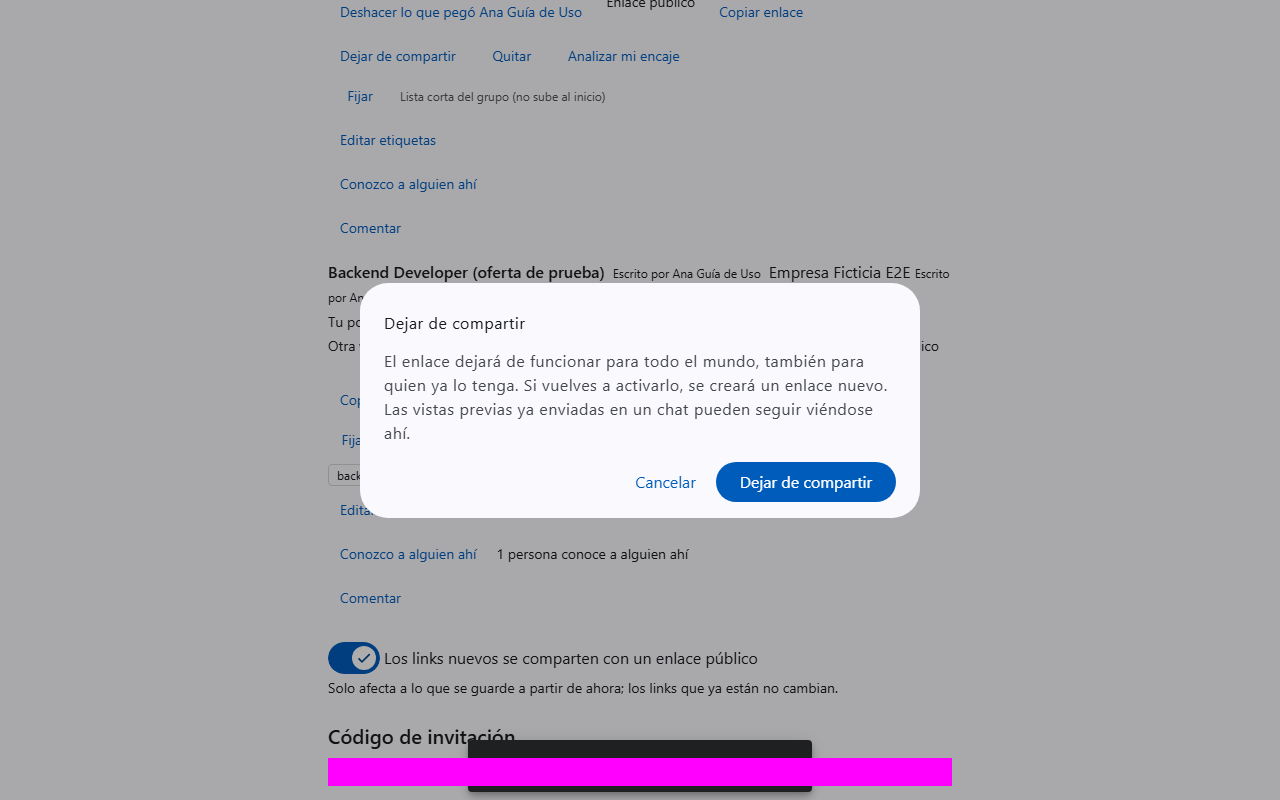 Deshacer lo que pegó Ana Guía de Uso Enlace público Copiar enlace
Dejar de compartir Quitar Analizar mi encaje
Fijar Lista corta del grupo (no sube al inicio)
Editar etiquetas
Conozco a alguien ahí
Comentar
Backend Developer (oferta de prueba) Escrito por Ana Guía de Uso Empresa Ficticia E2E Escrito
por
Tu
Otra
Dejar de compartir
El enlace dejará de funcionar para todo el mundo, también para
quien ya lo tenga. Si vuelves a activarlo, se creará un enlace nuevo.
Las vistas previas ya enviadas en un chat pueden seguir viéndose
ahí.
Cancelar Dejar de compartir
Conozco a alguien ahí 1 persona conoce a alguien ahí
Comentar
Los links nuevos se comparten con un enlace público
Solo afecta a lo que se guarde a partir de ahora; los links que ya están no cambian.
Código de invitación